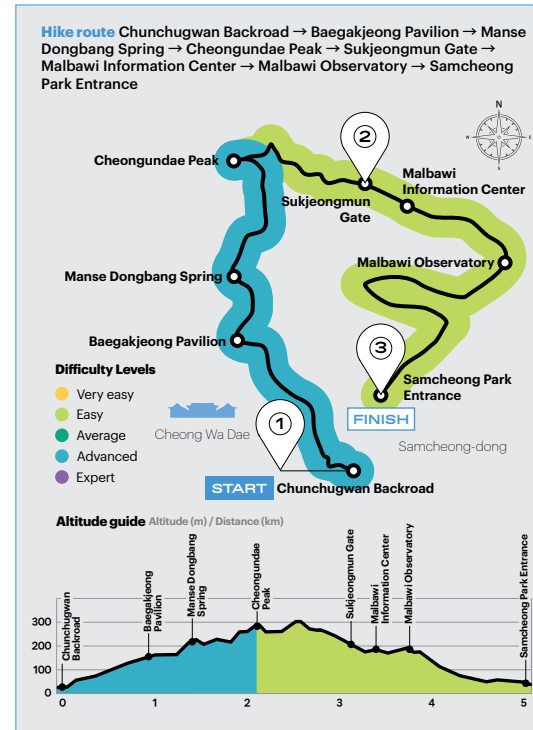 Hike route Chunchugwan Backroad → Baegakjeong Pavilion → Manse
Dongbang Spring → Cheongundae Peak → Sukjeongmun Gate →
Malbawi Information Center → Malbawi Observatory → Samcheong
Park Entrance
N
W
E
S
2
Cheongundae Peak
Malbawi
Information Center
Sukjeongmun
Gate
Malbawi Observatory
Manse Dongbang Spring
Baegakjeong Pavilion
3
Difficulty Levels
Very easy
Easy
Average
Advanced
Expert
Samcheong Park
Entrance
FINISH
Cheong Wa Dae
1
Samcheong-dong
START
Chunchugwan Backroad
Altitude guide Altitude (m) / Distance (km)
Chunchugwan
Backroad
Baegakjeong
Pavilion
Manse Dongbang
Spring
Cheongundae
Peak
Sukjeongmun Gate
Malbawi
Information Center
Malbawi Observatory
Samcheong Park Entrance
300
200
100
0
0
1
2
3
4
5